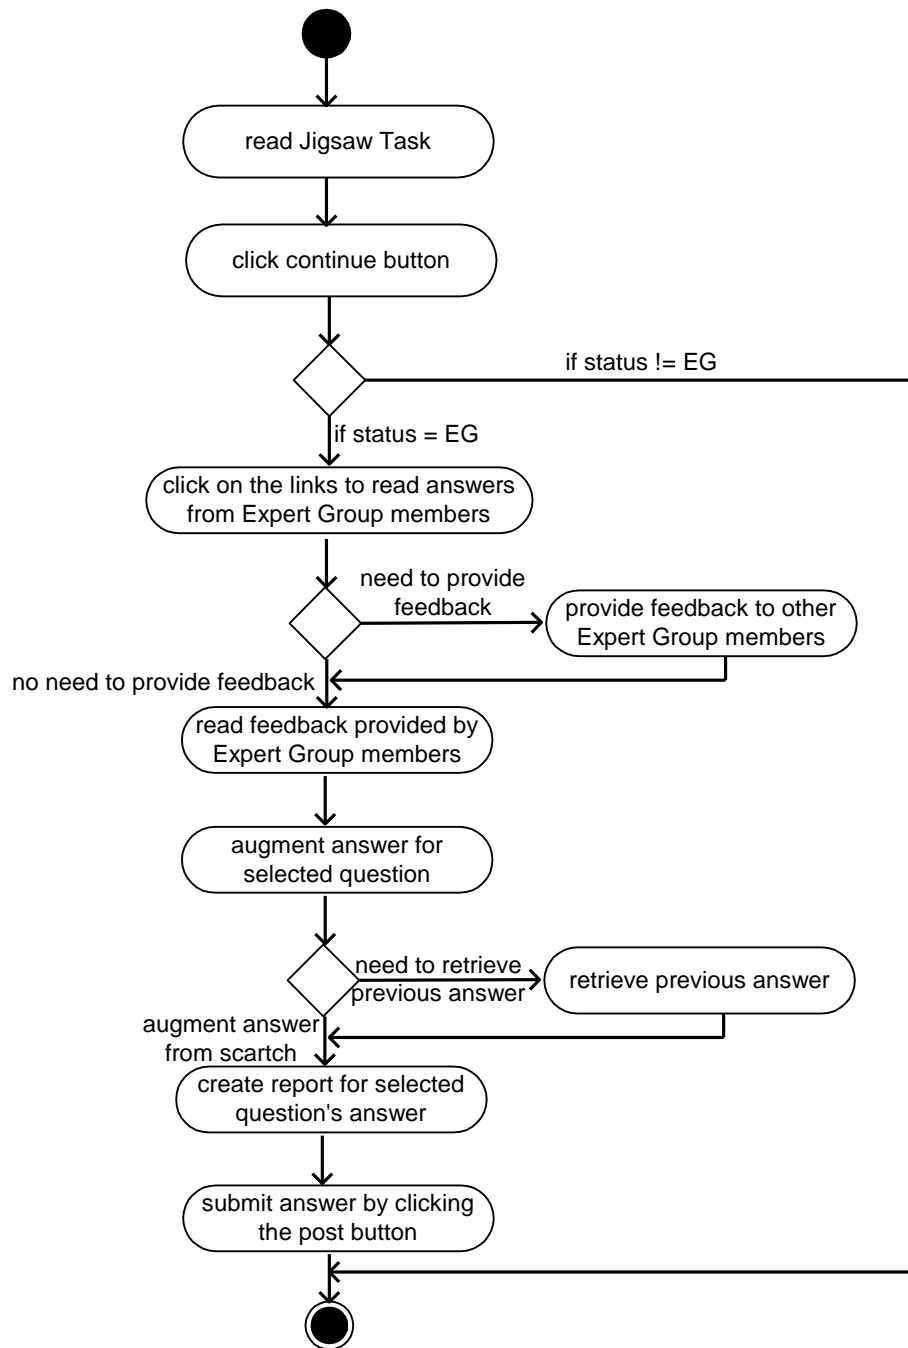 read Jigsaw Task
click continue button
if status != EG
if status = EG
click on the links to read answers
from Expert Group members
need to provide
feedback
provide feedback to other
Expert Group members
no need to provide feedback
read feedback provided by
Expert Group members
augment answer for
selected question
need to retrieve
previous answer
retrieve previous answer
augment answer
from scartch
create report for selected
question's answer
submit answer by clicking
the post button